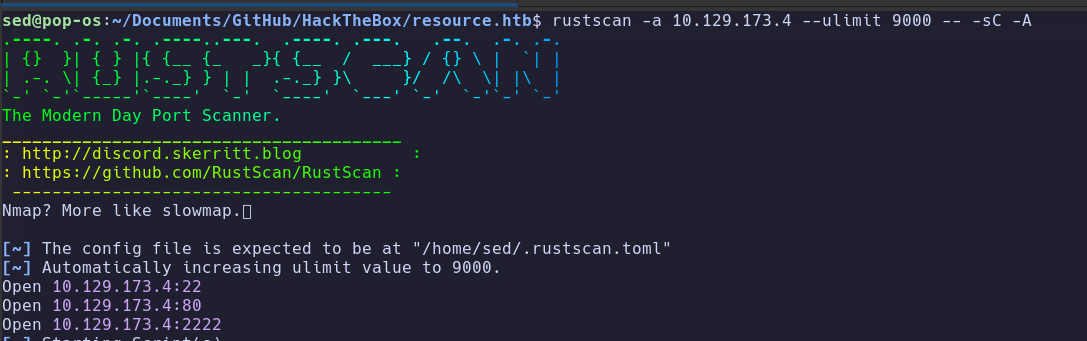 sed@pop-os:~/Documents/GitHub/HackTheBox/resource.htb$ rustscan -a 10.129.173.4 --ulimit 9000 -- -sC -A
.----. .-. .-. .----..---.  .----. .---.   .--.  .-. .-.
| {}  }| { } |{ {__ {_   _}{ {__  /  ___} / {} \ |  `| |
| .-. \| {_} |.-._} } | |  .-._} }\     }/  /\  \| |\  |
`-' `-'`-----'`----'  `-'  `----'  `---' `-'  `-'`-' `-'
The Modern Day Port Scanner.
________________________________________
: http://discord.skerritt.blog           :
: https://github.com/RustScan/RustScan :
 --------------------------------------
Nmap? More like slowmap.
[~] The config file is expected to be at "/home/sed/.rustscan.toml"
[~] Automatically increasing ulimit value to 9000.
Open 10.129.173.4:22
Open 10.129.173.4:80
Open 10.129.173.4:2222
[~] Starting Script(s)